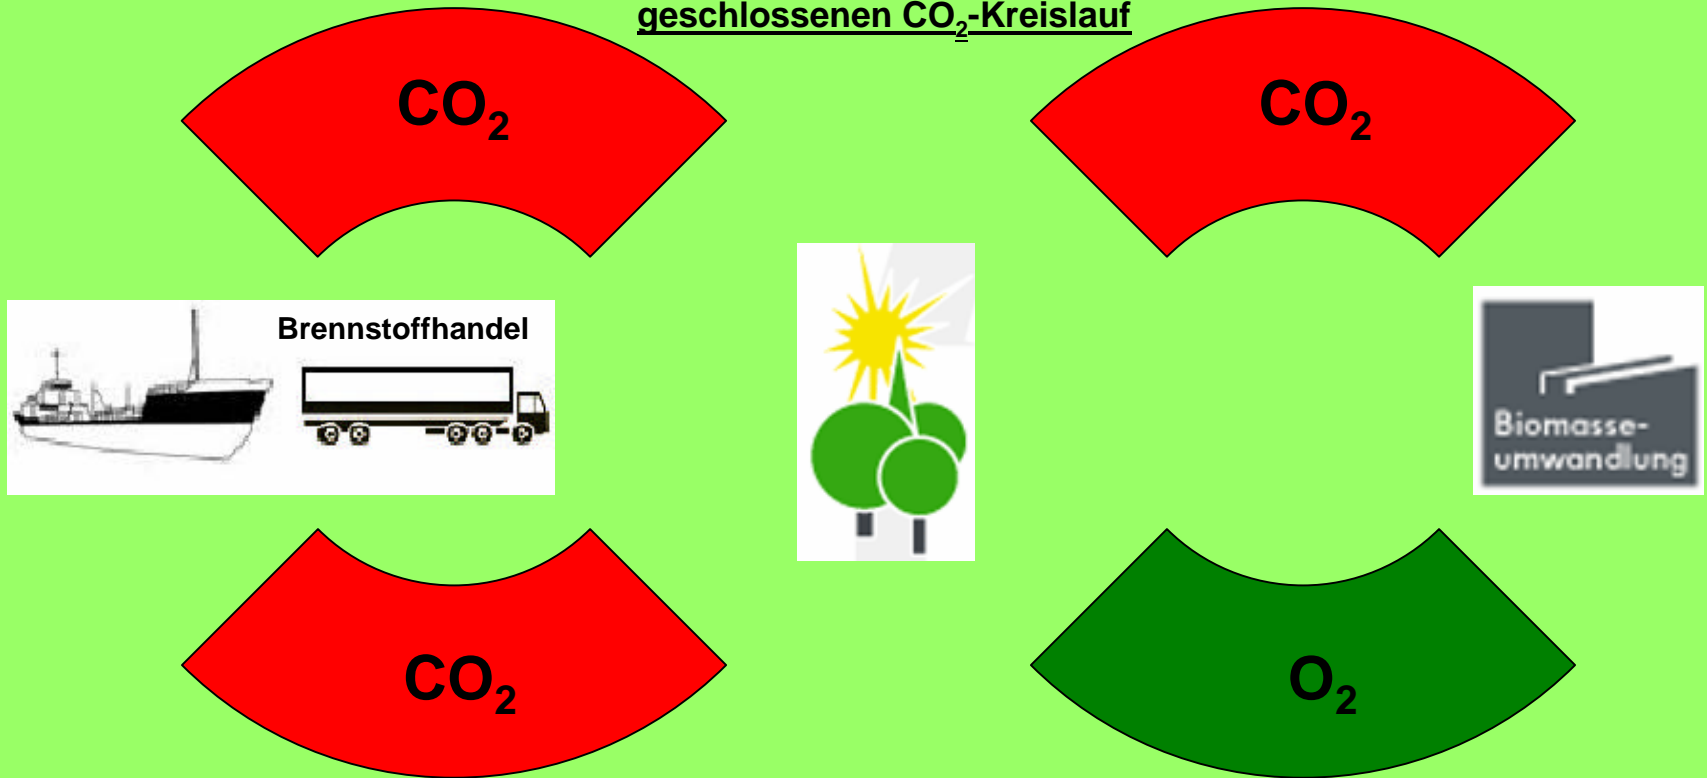 geschlossenen CO₂-Kreislauf
CO₂
CO₂
Brennstoffhandel
Biomasse-
umwandlung
CO₂
O₂